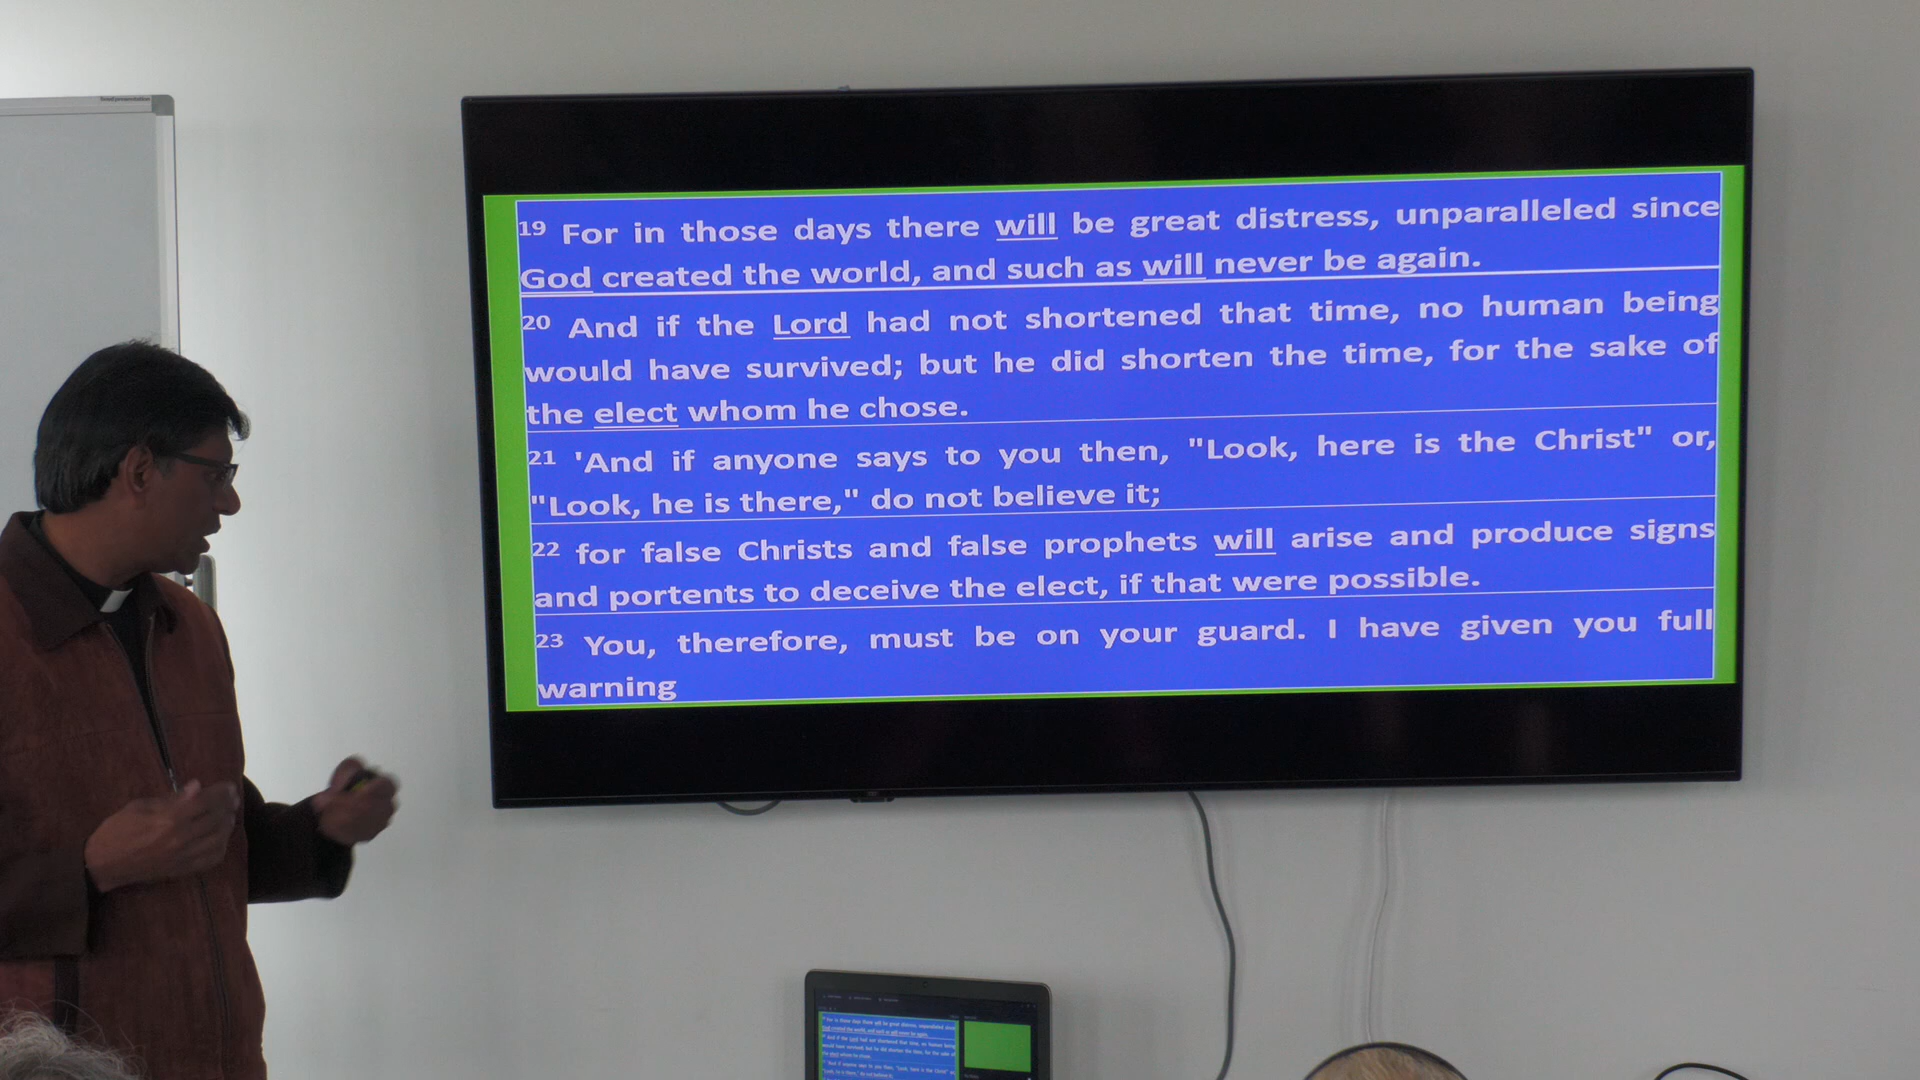 19 For in those days there will be great distress, unparalleled since
God created the world, and such as will never be again.
20 And if the Lord had not shortened that time, no human being
would have survived; but he did shorten the time, for the sake of
the elect whom he chose.
21 'And if anyone says to you then, "Look, here is the Christ" or,
"Look, he is there," do not believe it;
22 for false Christs and false prophets will arise and produce signs
and portents to deceive the elect, if that were possible.
23 You, therefore, must be on your guard. I have given you full
warning